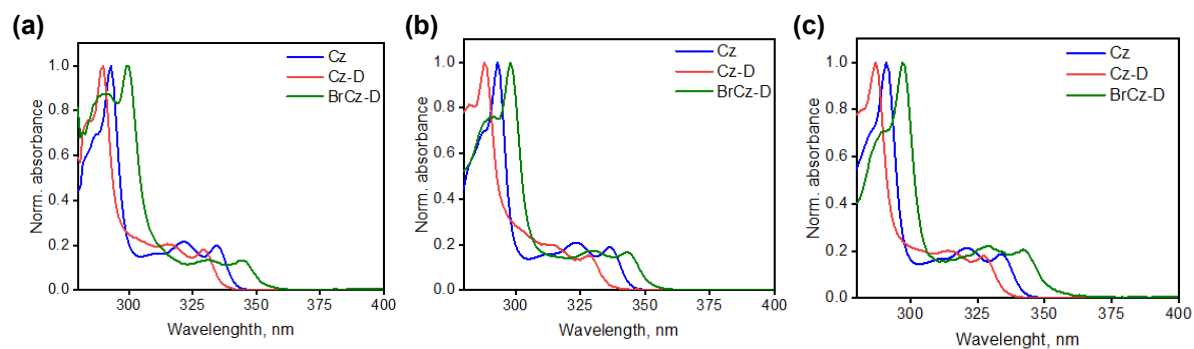 (a)
Norm. absorbance
1.0
0.8
0.6
0.4
0.2
0.0
300
325
350
375
400
Wavelenghth, nm
Cz
Cz-D
BrCz-D
(b)
Norm. absorbance
1.0
0.8
0.6
0.4
0.2
0.0
300
325
350
375
400
Wavelenght, nm
Cz
Cz-D
BrCz-D
(c)
Norm. absorbance
1.0
0.8
0.6
0.4
0.2
0.0
300
325
350
375
400
Wavelenght, nm
Cz
Cz-D
BrCz-D